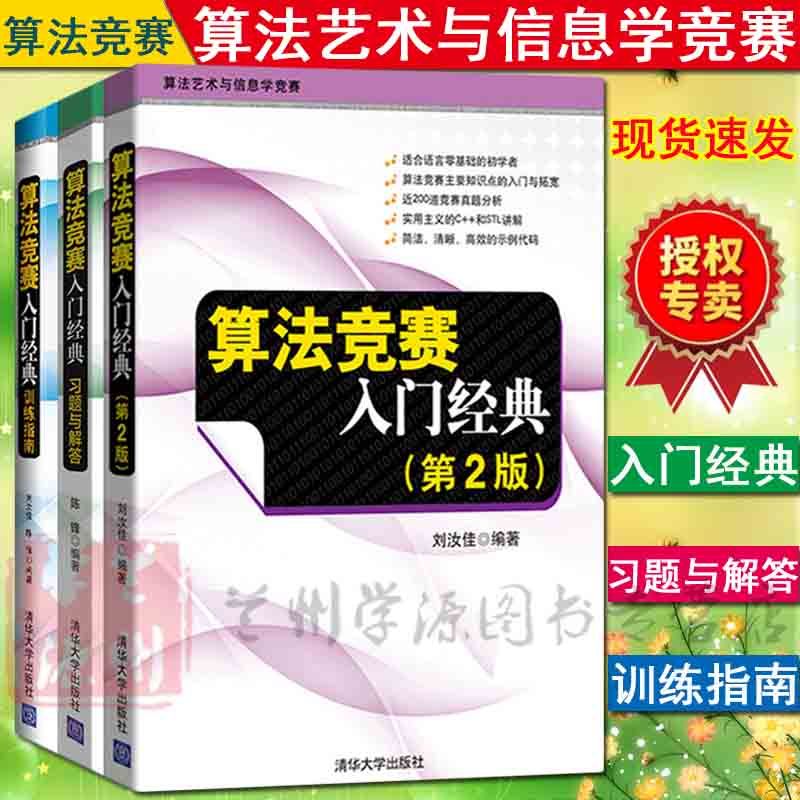 算法竞赛
算法艺术与信息学竞赛
现货速发
授权
专卖
入门经典
习题与解答
训练指南
算法艺术与信息学竞赛
适合语言零基础的初学者
算法竞赛主要知识点的入门与拓宽
近200道竞赛真题分析
实用主义的C++和STL讲解
简洁、清晰、高效的示例代码
算法竞赛
入门经典
(第2版)
刘汝佳 编著
清华大学出版社
算法竞赛入门经典(第2版)
刘汝佳 编著
清华大学出版社
算法竞赛入门经典 习题与解答
陈锋 编著
清华大学出版社
算法竞赛入门经典 训练指南
清华大学出版社
兰州学源图书专营店